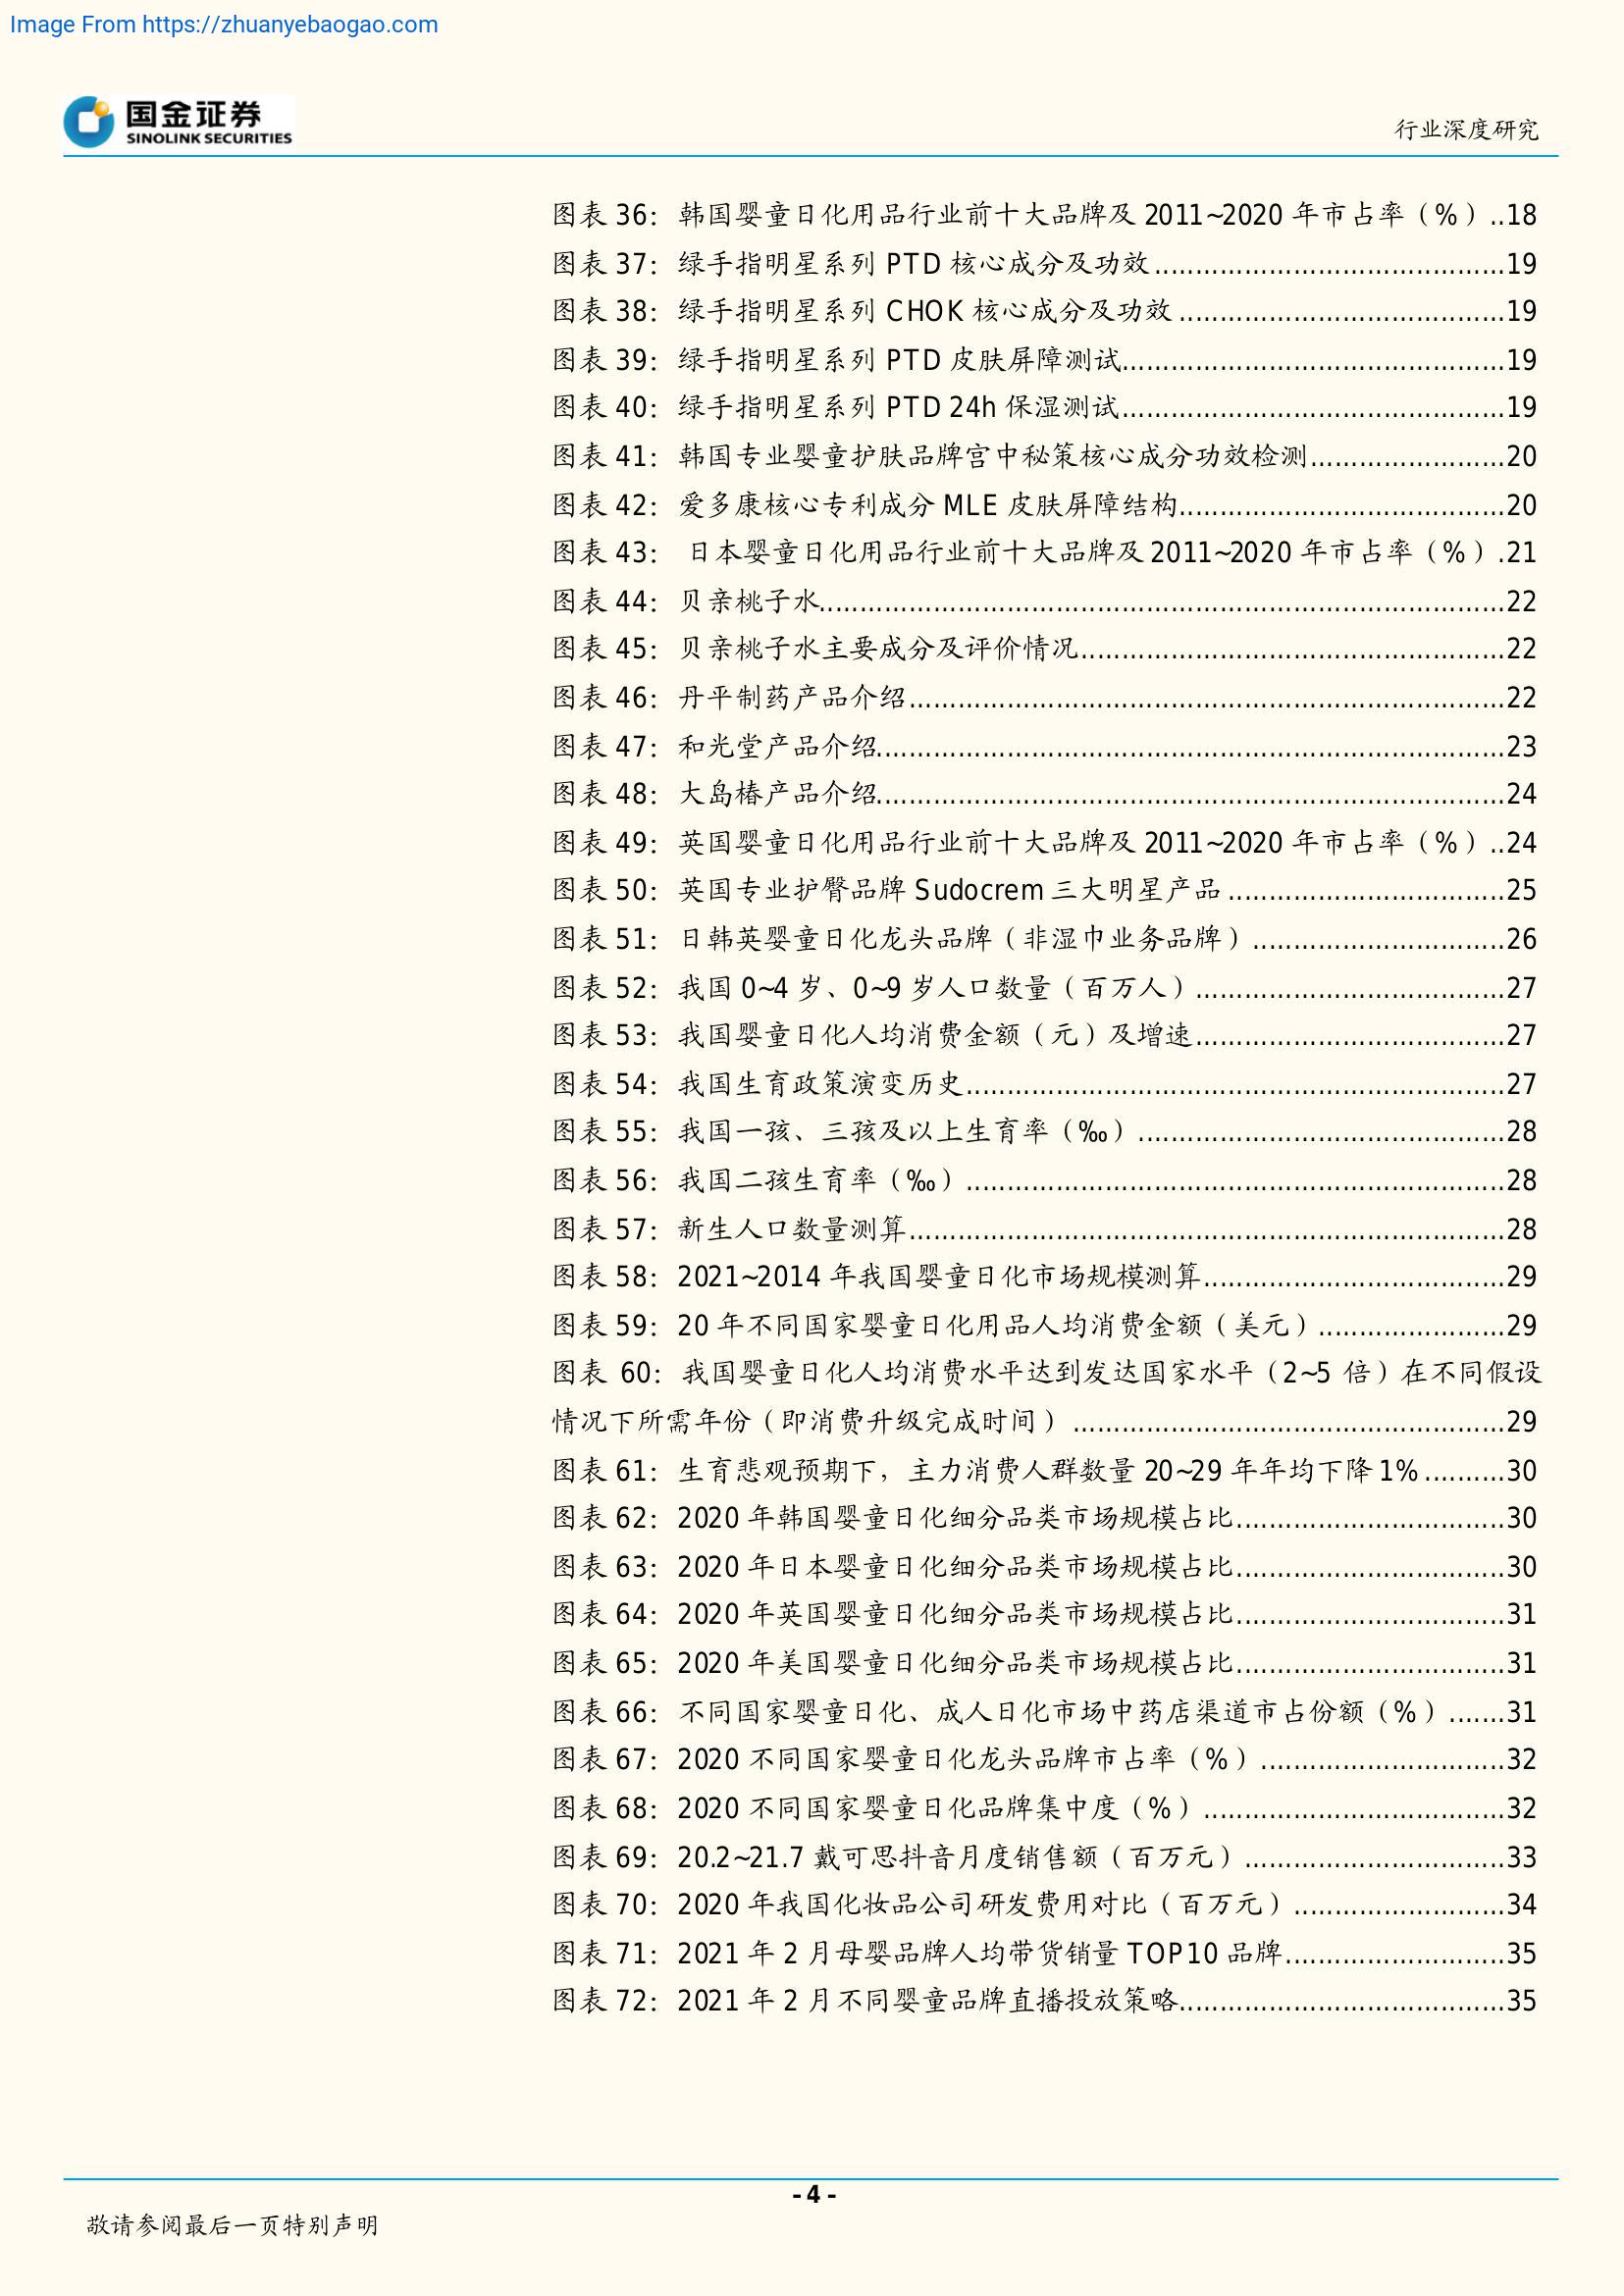 Image From https://zhuanyebaogao.com
国金证券
SINOLINK SECURITIES
行业深度研究
图表 36：韩国婴童日化用品行业前十大品牌及 2011~2020 年市占率（%）..18
图表 37：绿手指明星系列 PTD 核心成分及功效...........................................19
图表 38：绿手指明星系列 CHOK 核心成分及功效........................................19
图表 39：绿手指明星系列 PTD 皮肤屏障测试...............................................19
图表 40：绿手指明星系列 PTD 24h 保湿测试...............................................19
图表 41：韩国专业婴童护肤品牌宫中秘策核心成分功效检测........................20
图表 42：爱多康核心专利成分 MLE 皮肤屏障结构........................................20
图表 43： 日本婴童日化用品行业前十大品牌及 2011~2020 年市占率（%）.21
图表 44：贝亲桃子水....................................................................................22
图表 45：贝亲桃子水主要成分及评价情况....................................................22
图表 46：丹平制药产品介绍.........................................................................22
图表 47：和光堂产品介绍.............................................................................23
图表 48：大岛椿产品介绍.............................................................................24
图表 49：英国婴童日化用品行业前十大品牌及 2011~2020 年市占率（%）..24
图表 50：英国专业护臀品牌 Sudocrem 三大明星产品..................................25
图表 51：日韩英婴童日化龙头品牌（非湿巾业务品牌）...............................26
图表 52：我国 0~4 岁、0~9 岁人口数量（百万人）......................................27
图表 53：我国婴童日化人均消费金额（元）及增速......................................27
图表 54：我国生育政策演变历史..................................................................27
图表 55：我国一孩、三孩及以上生育率（‰）.............................................28
图表 56：我国二孩生育率（‰）..................................................................28
图表 57：新生人口数量测算.........................................................................28
图表 58：2021~2014 年我国婴童日化市场规模测算.....................................29
图表 59：20 年不同国家婴童日化用品人均消费金额（美元）.......................29
图表 60：我国婴童日化人均消费水平达到发达国家水平（2~5 倍）在不同假设
情况下所需年份（即消费升级完成时间）.....................................................29
图表 61：生育悲观预期下，主力消费人群数量 20~29 年年均下降 1%..........30
图表 62：2020 年韩国婴童日化细分品类市场规模占比.................................30
图表 63：2020 年日本婴童日化细分品类市场规模占比.................................30
图表 64：2020 年英国婴童日化细分品类市场规模占比.................................31
图表 65：2020 年美国婴童日化细分品类市场规模占比.................................31
图表 66：不同国家婴童日化、成人日化市场中药店渠道市占份额（%）.......31
图表 67：2020 不同国家婴童日化龙头品牌市占率（%）..............................32
图表 68：2020 不同国家婴童日化品牌集中度（%）.....................................32
图表 69：20.2~21.7 戴可思抖音月度销售额（百万元）................................33
图表 70：2020 年我国化妆品公司研发费用对比（百万元）..........................34
图表 71：2021 年 2 月母婴品牌人均带货销量 TOP10 品牌...........................35
图表 72：2021 年 2 月不同婴童品牌直播投放策略........................................35
- 4 -
敬请参阅最后一页特别声明